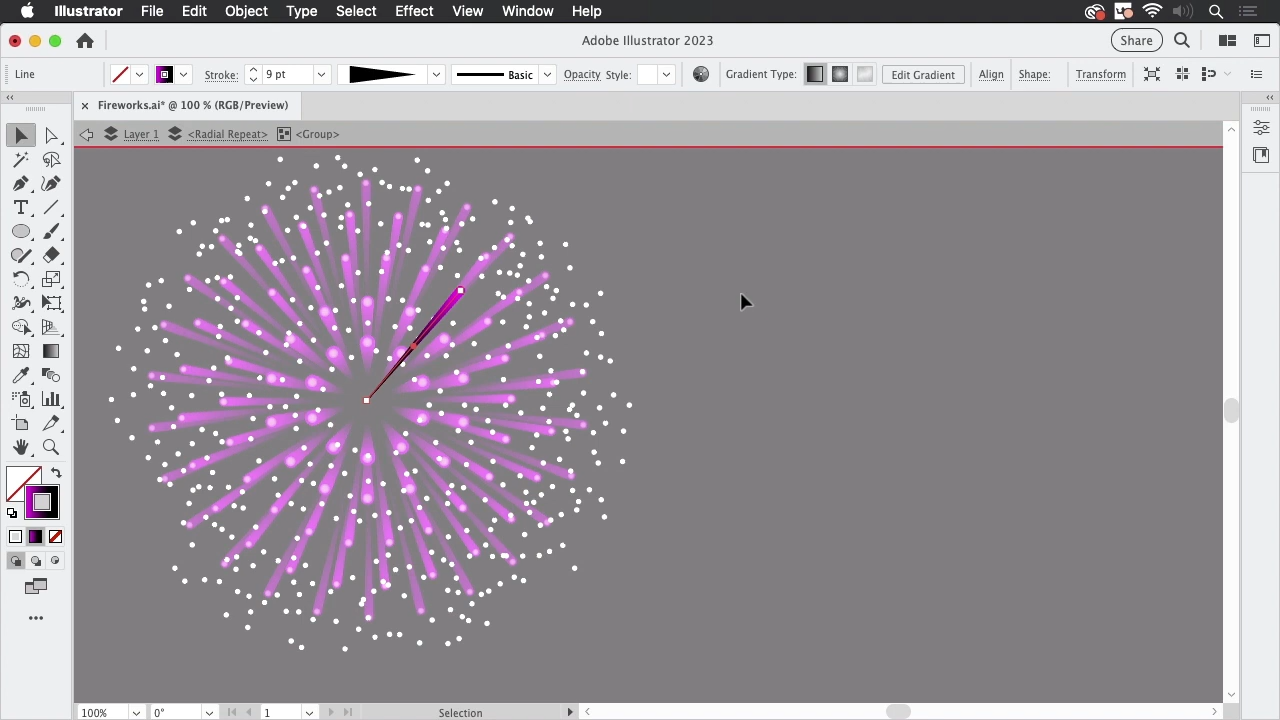 Illustrator File Edit Object Type Select Effect View Window Help
Adobe Illustrator 2023
Share
Line
Stroke: 9 pt Basic Opacity Style: Gradient Type: Edit Gradient Align Shape: Transform
× Fireworks.ai* @ 100 % (RGB/Preview)
Layer 1 <Radial Repeat> <Group>
100% 0° 1 Selection